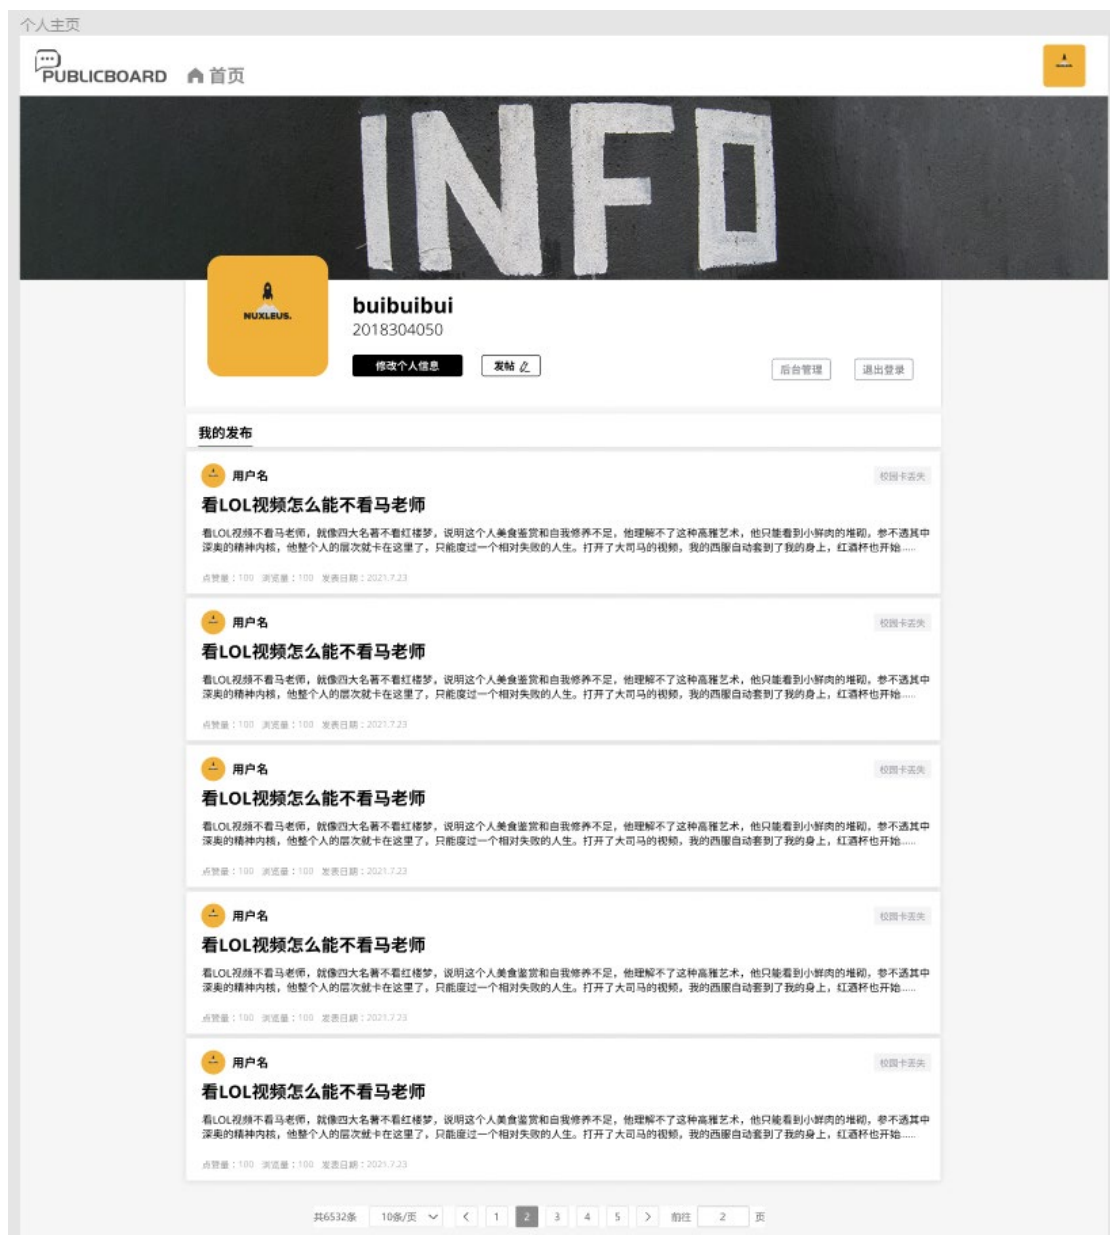 个人主页
PUBLICBOARD
首页
INFO
NUXLEUS.
buibuibui
2018304050
修改个人信息
发帖
后台管理
退出登录
我的发布
用户名
校园卡丢失
看LOL视频怎么能不看马老师
看LOL视频不看马老师，就像四大名著不看红楼梦，说明这个人美食鉴赏和自我修养不足，他理解不了这种高雅艺术，他只能看到小鲜肉的堆砌，参不透其中
深奥的精神内核，他整个人的层次就卡在这里了，只能度过一个相对失败的人生。打开了大司马的视频，我的西服自动套到了我的身上，红酒杯也开始......
点赞量：100 浏览量：100 发表日期：2021.7.23
用户名
校园卡丢失
看LOL视频怎么能不看马老师
看LOL视频不看马老师，就像四大名著不看红楼梦，说明这个人美食鉴赏和自我修养不足，他理解不了这种高雅艺术，他只能看到小鲜肉的堆砌，参不透其中
深奥的精神内核，他整个人的层次就卡在这里了，只能度过一个相对失败的人生。打开了大司马的视频，我的西服自动套到了我的身上，红酒杯也开始......
点赞量：100 浏览量：100 发表日期：2021.7.23
用户名
校园卡丢失
看LOL视频怎么能不看马老师
看LOL视频不看马老师，就像四大名著不看红楼梦，说明这个人美食鉴赏和自我修养不足，他理解不了这种高雅艺术，他只能看到小鲜肉的堆砌，参不透其中
深奥的精神内核，他整个人的层次就卡在这里了，只能度过一个相对失败的人生。打开了大司马的视频，我的西服自动套到了我的身上，红酒杯也开始......
点赞量：100 浏览量：100 发表日期：2021.7.23
用户名
校园卡丢失
看LOL视频怎么能不看马老师
看LOL视频不看马老师，就像四大名著不看红楼梦，说明这个人美食鉴赏和自我修养不足，他理解不了这种高雅艺术，他只能看到小鲜肉的堆砌，参不透其中
深奥的精神内核，他整个人的层次就卡在这里了，只能度过一个相对失败的人生。打开了大司马的视频，我的西服自动套到了我的身上，红酒杯也开始......
点赞量：100 浏览量：100 发表日期：2021.7.23
用户名
校园卡丢失
看LOL视频怎么能不看马老师
看LOL视频不看马老师，就像四大名著不看红楼梦，说明这个人美食鉴赏和自我修养不足，他理解不了这种高雅艺术，他只能看到小鲜肉的堆砌，参不透其中
深奥的精神内核，他整个人的层次就卡在这里了，只能度过一个相对失败的人生。打开了大司马的视频，我的西服自动套到了我的身上，红酒杯也开始......
点赞量：100 浏览量：100 发表日期：2021.7.23
共6532条 10条/页 1 2 3 4 5 前往 2 页